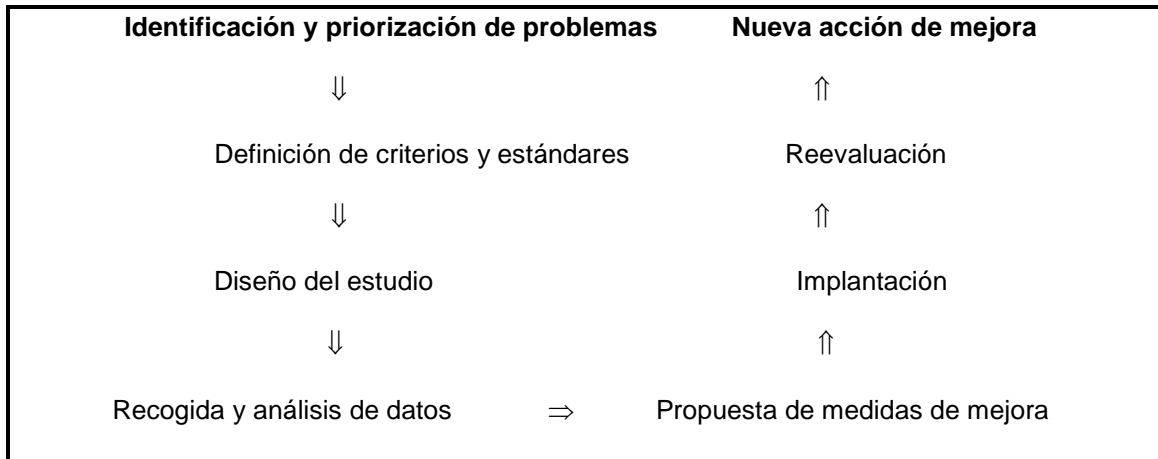 Identificación y priorización de problemas Nueva acción de mejora
⇓ ⇑
Definición de criterios y estándares Reevaluación
⇓ ⇑
Diseño del estudio Implantación
⇓ ⇑
Recogida y análisis de datos ⇒ Propuesta de medidas de mejora